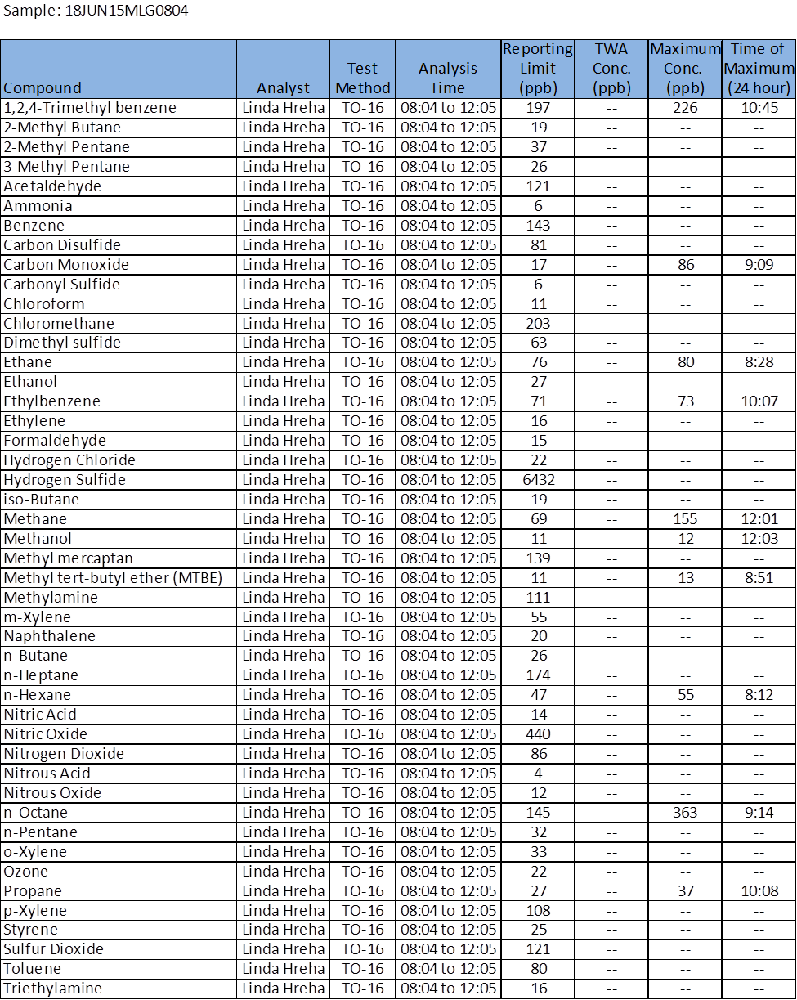 Sample: 18JUN15MLG0804
Compound Analyst Test Method Analysis Time Reporting Limit (ppb) TWA Conc. (ppb) Maximum Conc. (ppb) Time of Maximum (24 hour)
1,2,4-Trimethyl benzene Linda Hreha TO-16 08:04 to 12:05 197 -- 226 10:45
2-Methyl Butane Linda Hreha TO-16 08:04 to 12:05 19 -- -- --
2-Methyl Pentane Linda Hreha TO-16 08:04 to 12:05 37 -- -- --
3-Methyl Pentane Linda Hreha TO-16 08:04 to 12:05 26 -- -- --
Acetaldehyde Linda Hreha TO-16 08:04 to 12:05 121 -- -- --
Ammonia Linda Hreha TO-16 08:04 to 12:05 6 -- -- --
Benzene Linda Hreha TO-16 08:04 to 12:05 143 -- -- --
Carbon Disulfide Linda Hreha TO-16 08:04 to 12:05 81 -- -- --
Carbon Monoxide Linda Hreha TO-16 08:04 to 12:05 17 -- 86 9:09
Carbonyl Sulfide Linda Hreha TO-16 08:04 to 12:05 6 -- -- --
Chloroform Linda Hreha TO-16 08:04 to 12:05 11 -- -- --
Chloromethane Linda Hreha TO-16 08:04 to 12:05 203 -- -- --
Dimethyl sulfide Linda Hreha TO-16 08:04 to 12:05 63 -- -- --
Ethane Linda Hreha TO-16 08:04 to 12:05 76 -- 80 8:28
Ethanol Linda Hreha TO-16 08:04 to 12:05 27 -- -- --
Ethylbenzene Linda Hreha TO-16 08:04 to 12:05 71 -- 73 10:07
Ethylene Linda Hreha TO-16 08:04 to 12:05 16 -- -- --
Formaldehyde Linda Hreha TO-16 08:04 to 12:05 15 -- -- --
Hydrogen Chloride Linda Hreha TO-16 08:04 to 12:05 22 -- -- --
Hydrogen Sulfide Linda Hreha TO-16 08:04 to 12:05 6432 -- -- --
iso-Butane Linda Hreha TO-16 08:04 to 12:05 19 -- -- --
Methane Linda Hreha TO-16 08:04 to 12:05 69 -- 155 12:01
Methanol Linda Hreha TO-16 08:04 to 12:05 11 -- 12 12:03
Methyl mercaptan Linda Hreha TO-16 08:04 to 12:05 139 -- -- --
Methyl tert-butyl ether (MTBE) Linda Hreha TO-16 08:04 to 12:05 11 -- 13 8:51
Methylamine Linda Hreha TO-16 08:04 to 12:05 111 -- -- --
m-Xylene Linda Hreha TO-16 08:04 to 12:05 55 -- -- --
Naphthalene Linda Hreha TO-16 08:04 to 12:05 20 -- -- --
n-Butane Linda Hreha TO-16 08:04 to 12:05 26 -- -- --
n-Heptane Linda Hreha TO-16 08:04 to 12:05 174 -- -- --
n-Hexane Linda Hreha TO-16 08:04 to 12:05 47 -- 55 8:12
Nitric Acid Linda Hreha TO-16 08:04 to 12:05 14 -- -- --
Nitric Oxide Linda Hreha TO-16 08:04 to 12:05 440 -- -- --
Nitrogen Dioxide Linda Hreha TO-16 08:04 to 12:05 86 -- -- --
Nitrous Acid Linda Hreha TO-16 08:04 to 12:05 4 -- -- --
Nitrous Oxide Linda Hreha TO-16 08:04 to 12:05 12 -- -- --
n-Octane Linda Hreha TO-16 08:04 to 12:05 145 -- 363 9:14
n-Pentane Linda Hreha TO-16 08:04 to 12:05 32 -- -- --
o-Xylene Linda Hreha TO-16 08:04 to 12:05 33 -- -- --
Ozone Linda Hreha TO-16 08:04 to 12:05 22 -- -- --
Propane Linda Hreha TO-16 08:04 to 12:05 27 -- 37 10:08
p-Xylene Linda Hreha TO-16 08:04 to 12:05 108 -- -- --
Styrene Linda Hreha TO-16 08:04 to 12:05 25 -- -- --
Sulfur Dioxide Linda Hreha TO-16 08:04 to 12:05 121 -- -- --
Toluene Linda Hreha TO-16 08:04 to 12:05 80 -- -- --
Triethylamine Linda Hreha TO-16 08:04 to 12:05 16 -- -- --